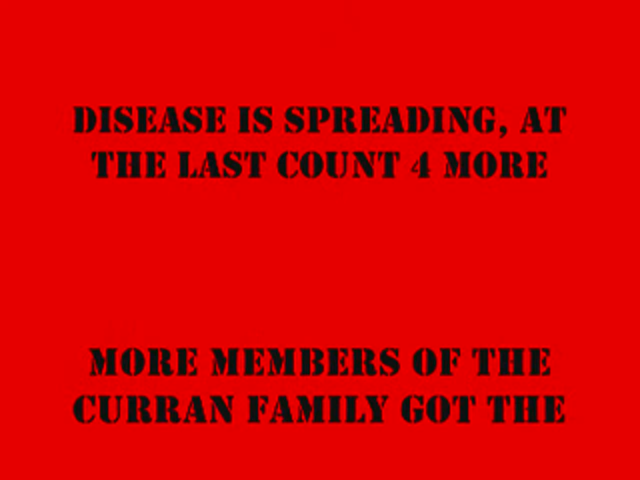 DISEASE IS SPREADING, AT
THE LAST COUNT 4 MORE
MORE MEMBERS OF THE
CURRAN FAMILY GOT THE